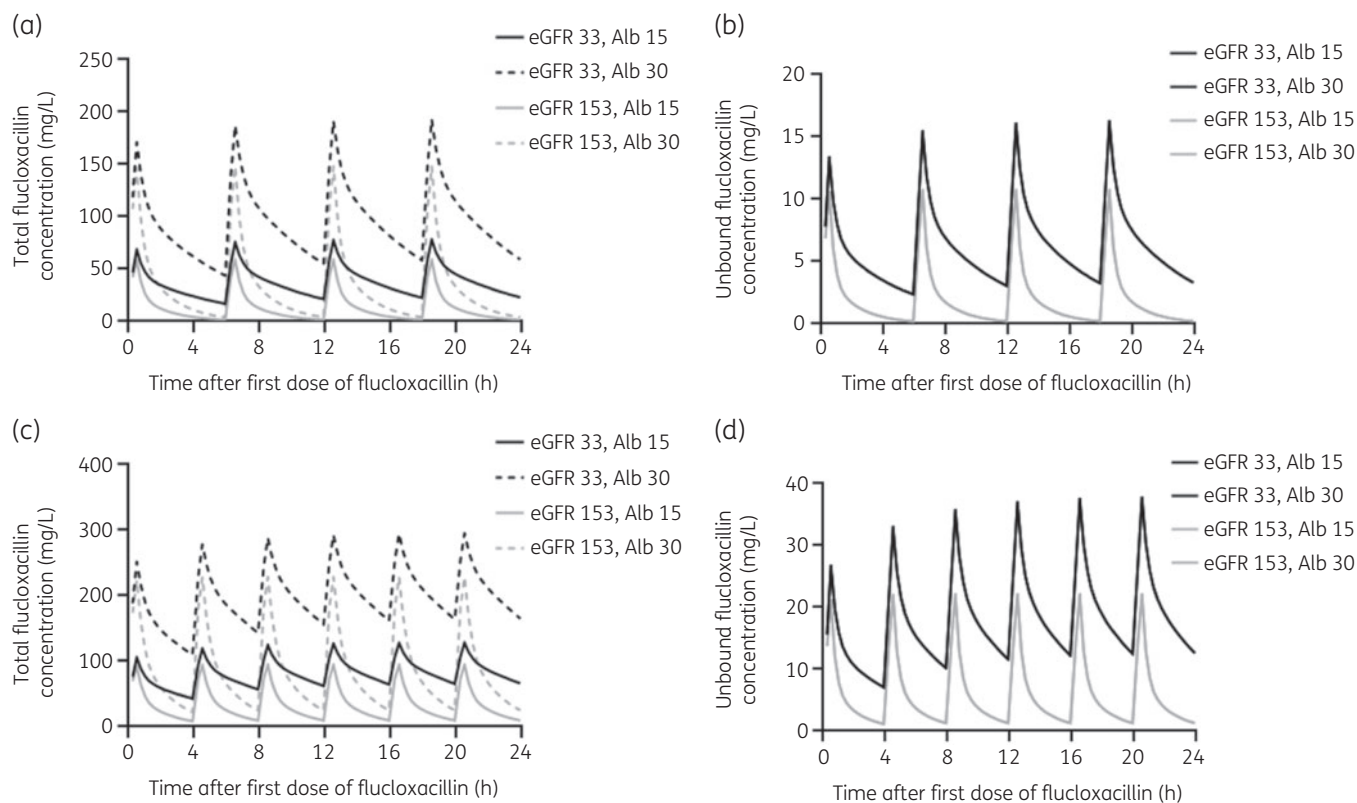 (a)
250
200
150
100
50
0
Total flucloxacillin
concentration (mg/L)
0 4 8 12 16 20 24
Time after first dose of flucloxacillin (h)
eGFR 33, Alb 15
eGFR 33, Alb 30
eGFR 153, Alb 15
eGFR 153, Alb 30
(b)
20
15
10
5
0
Unbound flucloxacillin
concentration (mg/L)
0 4 8 12 16 20 24
Time after first dose of flucloxacillin (h)
eGFR 33, Alb 15
eGFR 33, Alb 30
eGFR 153, Alb 15
eGFR 153, Alb 30
(c)
400
300
200
100
0
Total flucloxacillin
concentration (mg/L)
0 4 8 12 16 20 24
Time after first dose of flucloxacillin (h)
eGFR 33, Alb 15
eGFR 33, Alb 30
eGFR 153, Alb 15
eGFR 153, Alb 30
(d)
40
30
20
10
0
Unbound flucloxacillin
concentration (mg/L)
0 4 8 12 16 20 24
Time after first dose of flucloxacillin (h)
eGFR 33, Alb 15
eGFR 33, Alb 30
eGFR 153, Alb 15
eGFR 153, Alb 30